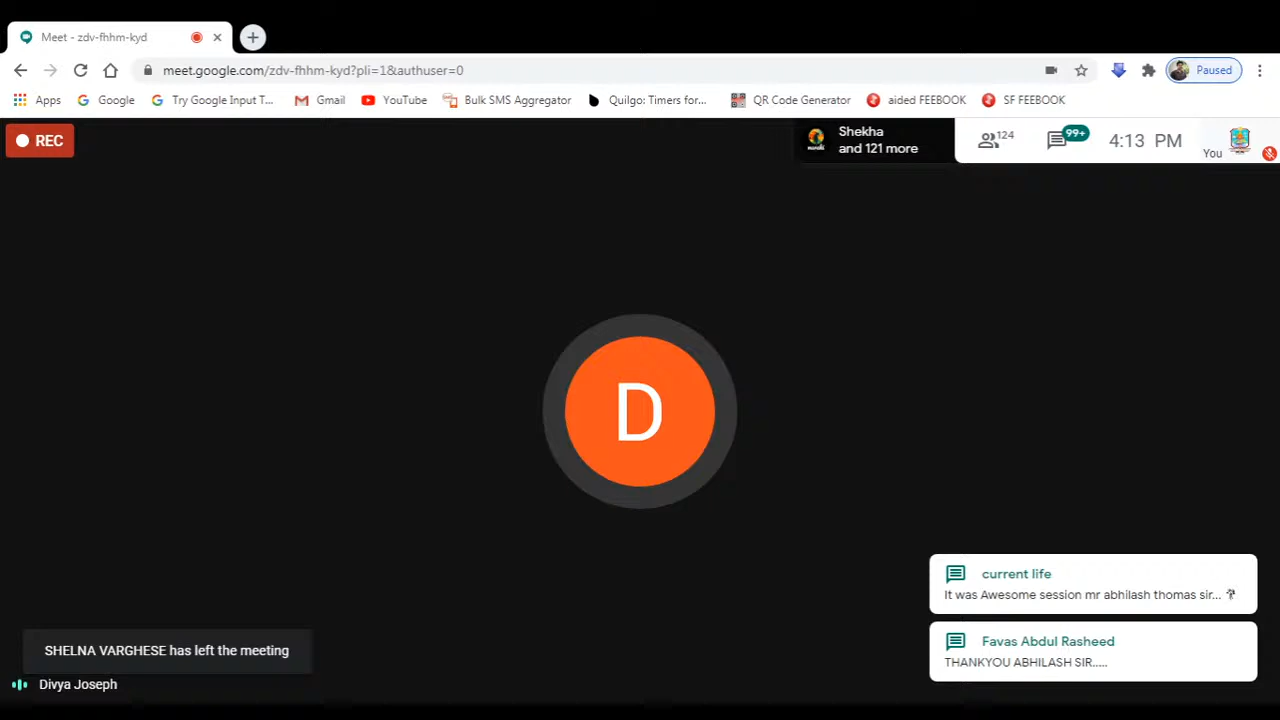 Meet - zdv-fhhm-kyd
meet.google.com/zdv-fhhm-kyd?pli=1&authuser=0
Paused
Apps
Google
Try Google Input T...
Gmail
YouTube
Bulk SMS Aggregator
Quilgo: Timers for...
QR Code Generator
aided FEEBOOK
SF FEEBOOK
REC
Shekha
and 121 more
124
99+
4:13 PM
You
D
current life
It was Awesome session mr abhilash thomas sir...
Favas Abdul Rasheed
THANKYOU ABHILASH SIR.....
SHELNA VARGHESE has left the meeting
Divya Joseph